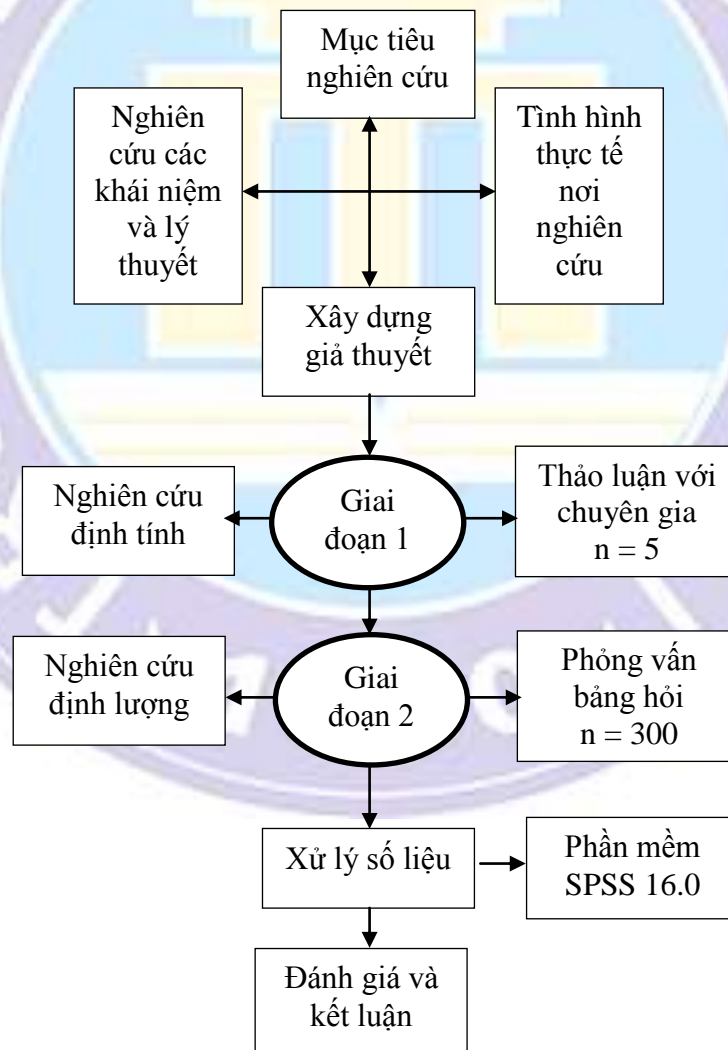 Mục tiêu
nghiên cứu
Nghiên
cứu các
khái niệm
và lý
thuyết
Tình hình
thực tế
nơi
nghiên
cứu
Xây dựng
giả thuyết
Nghiên cứu
định tính
Giai
đoạn 1
Thảo luận với
chuyên gia
n = 5
Nghiên cứu
định lượng
Giai
đoạn 2
Phỏng vấn
bảng hỏi
n = 300
Xử lý số liệu
Phần mềm
SPSS 16.0
Đánh giá và
kết luận